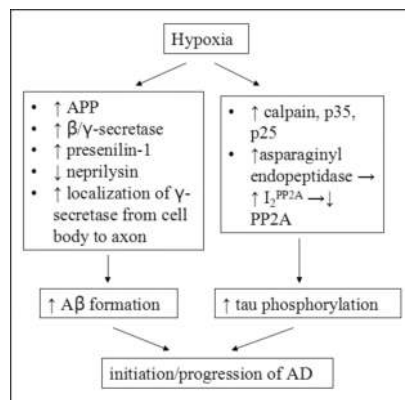 Hypoxia
• ↑ APP
• ↑ β/γ-secretase
• ↑ presenilin-1
• ↓ neprilysin
• ↑ localization of γ-
secretase from cell
body to axon
• ↑ calpain, p35,
p25
• ↑asparaginyl
endopeptidase →
↑ I₂ᴾᴾ²ᴬ →↓
PP2A
↑ Aβ formation
↑ tau phosphorylation
initiation/progression of AD